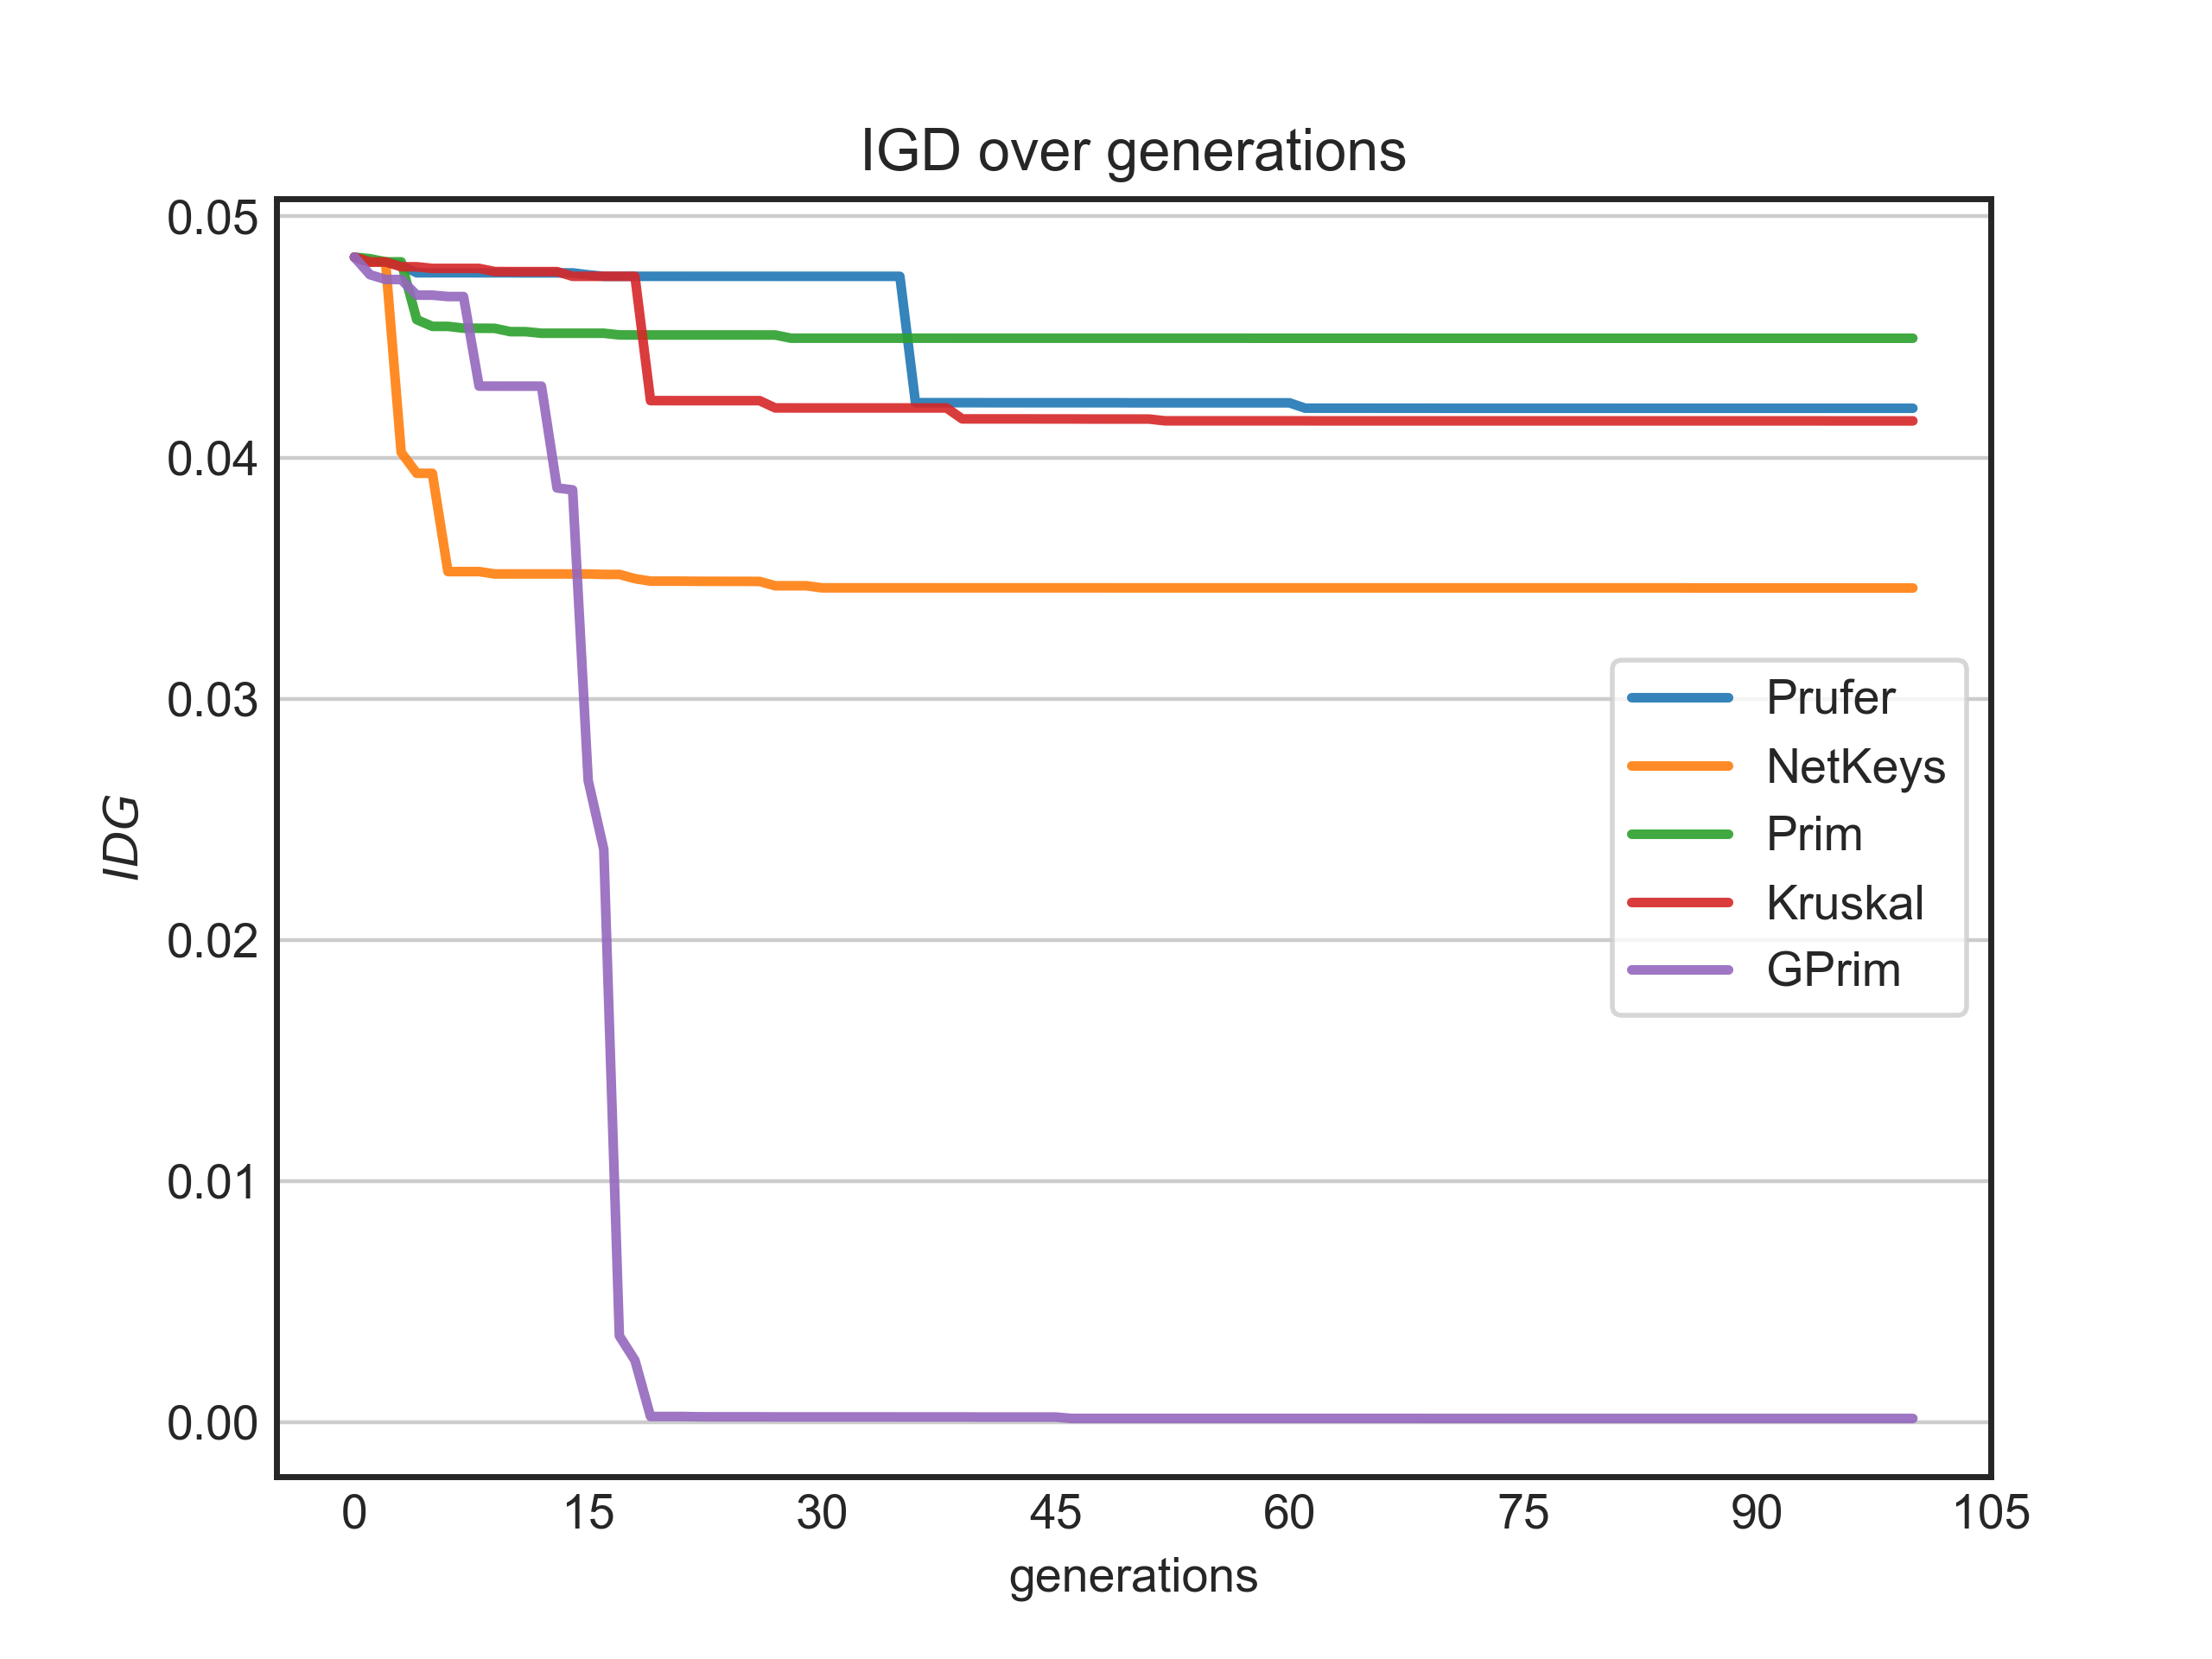 IGD over generations
0.05
0.04
0.03
0.02
0.01
0.00
IDG
Prufer
NetKeys
Prim
Kruskal
GPrim
0 15 30 45 60 75 90 105
generations